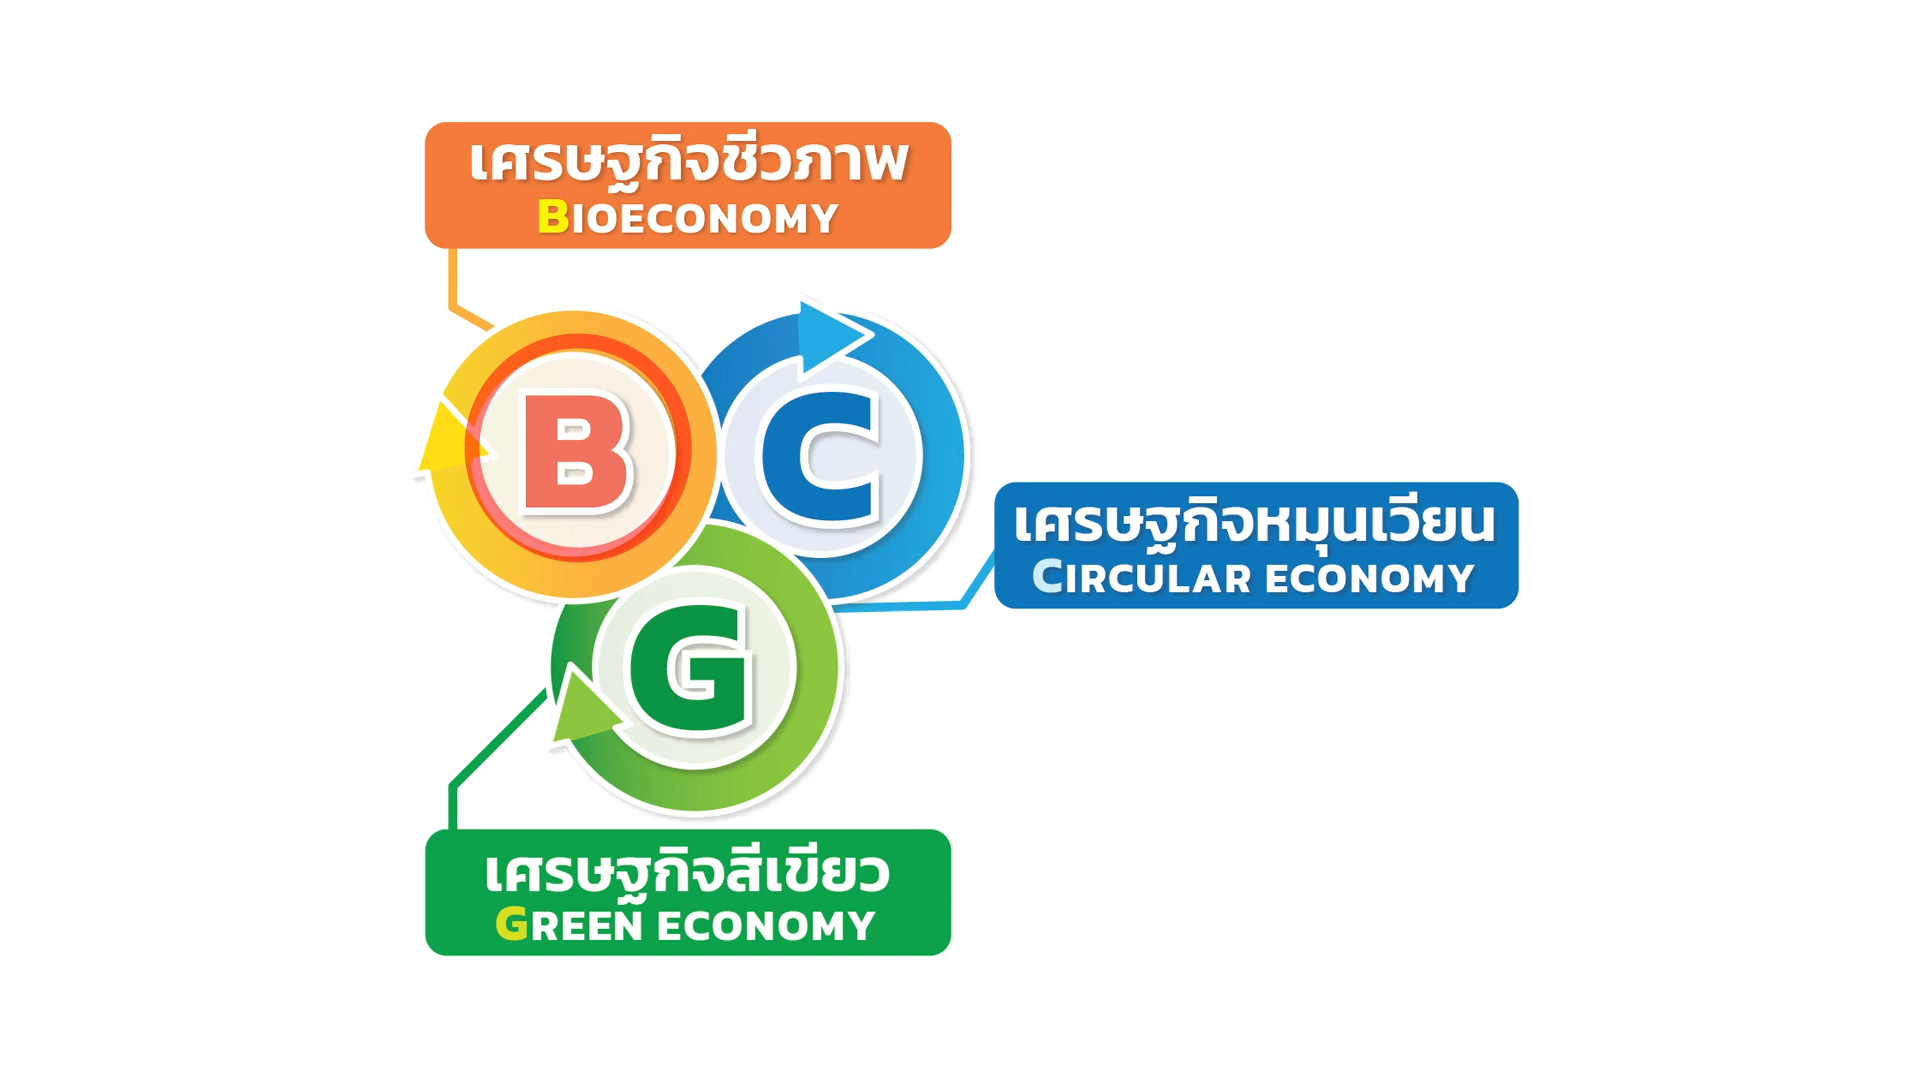 เศรษฐกิจชีวภาพ
BIOECONOMY
B
C
เศรษฐกิจหมุนเวียน
CIRCULAR ECONOMY
G
เศรษฐกิจสีเขียว
GREEN ECONOMY